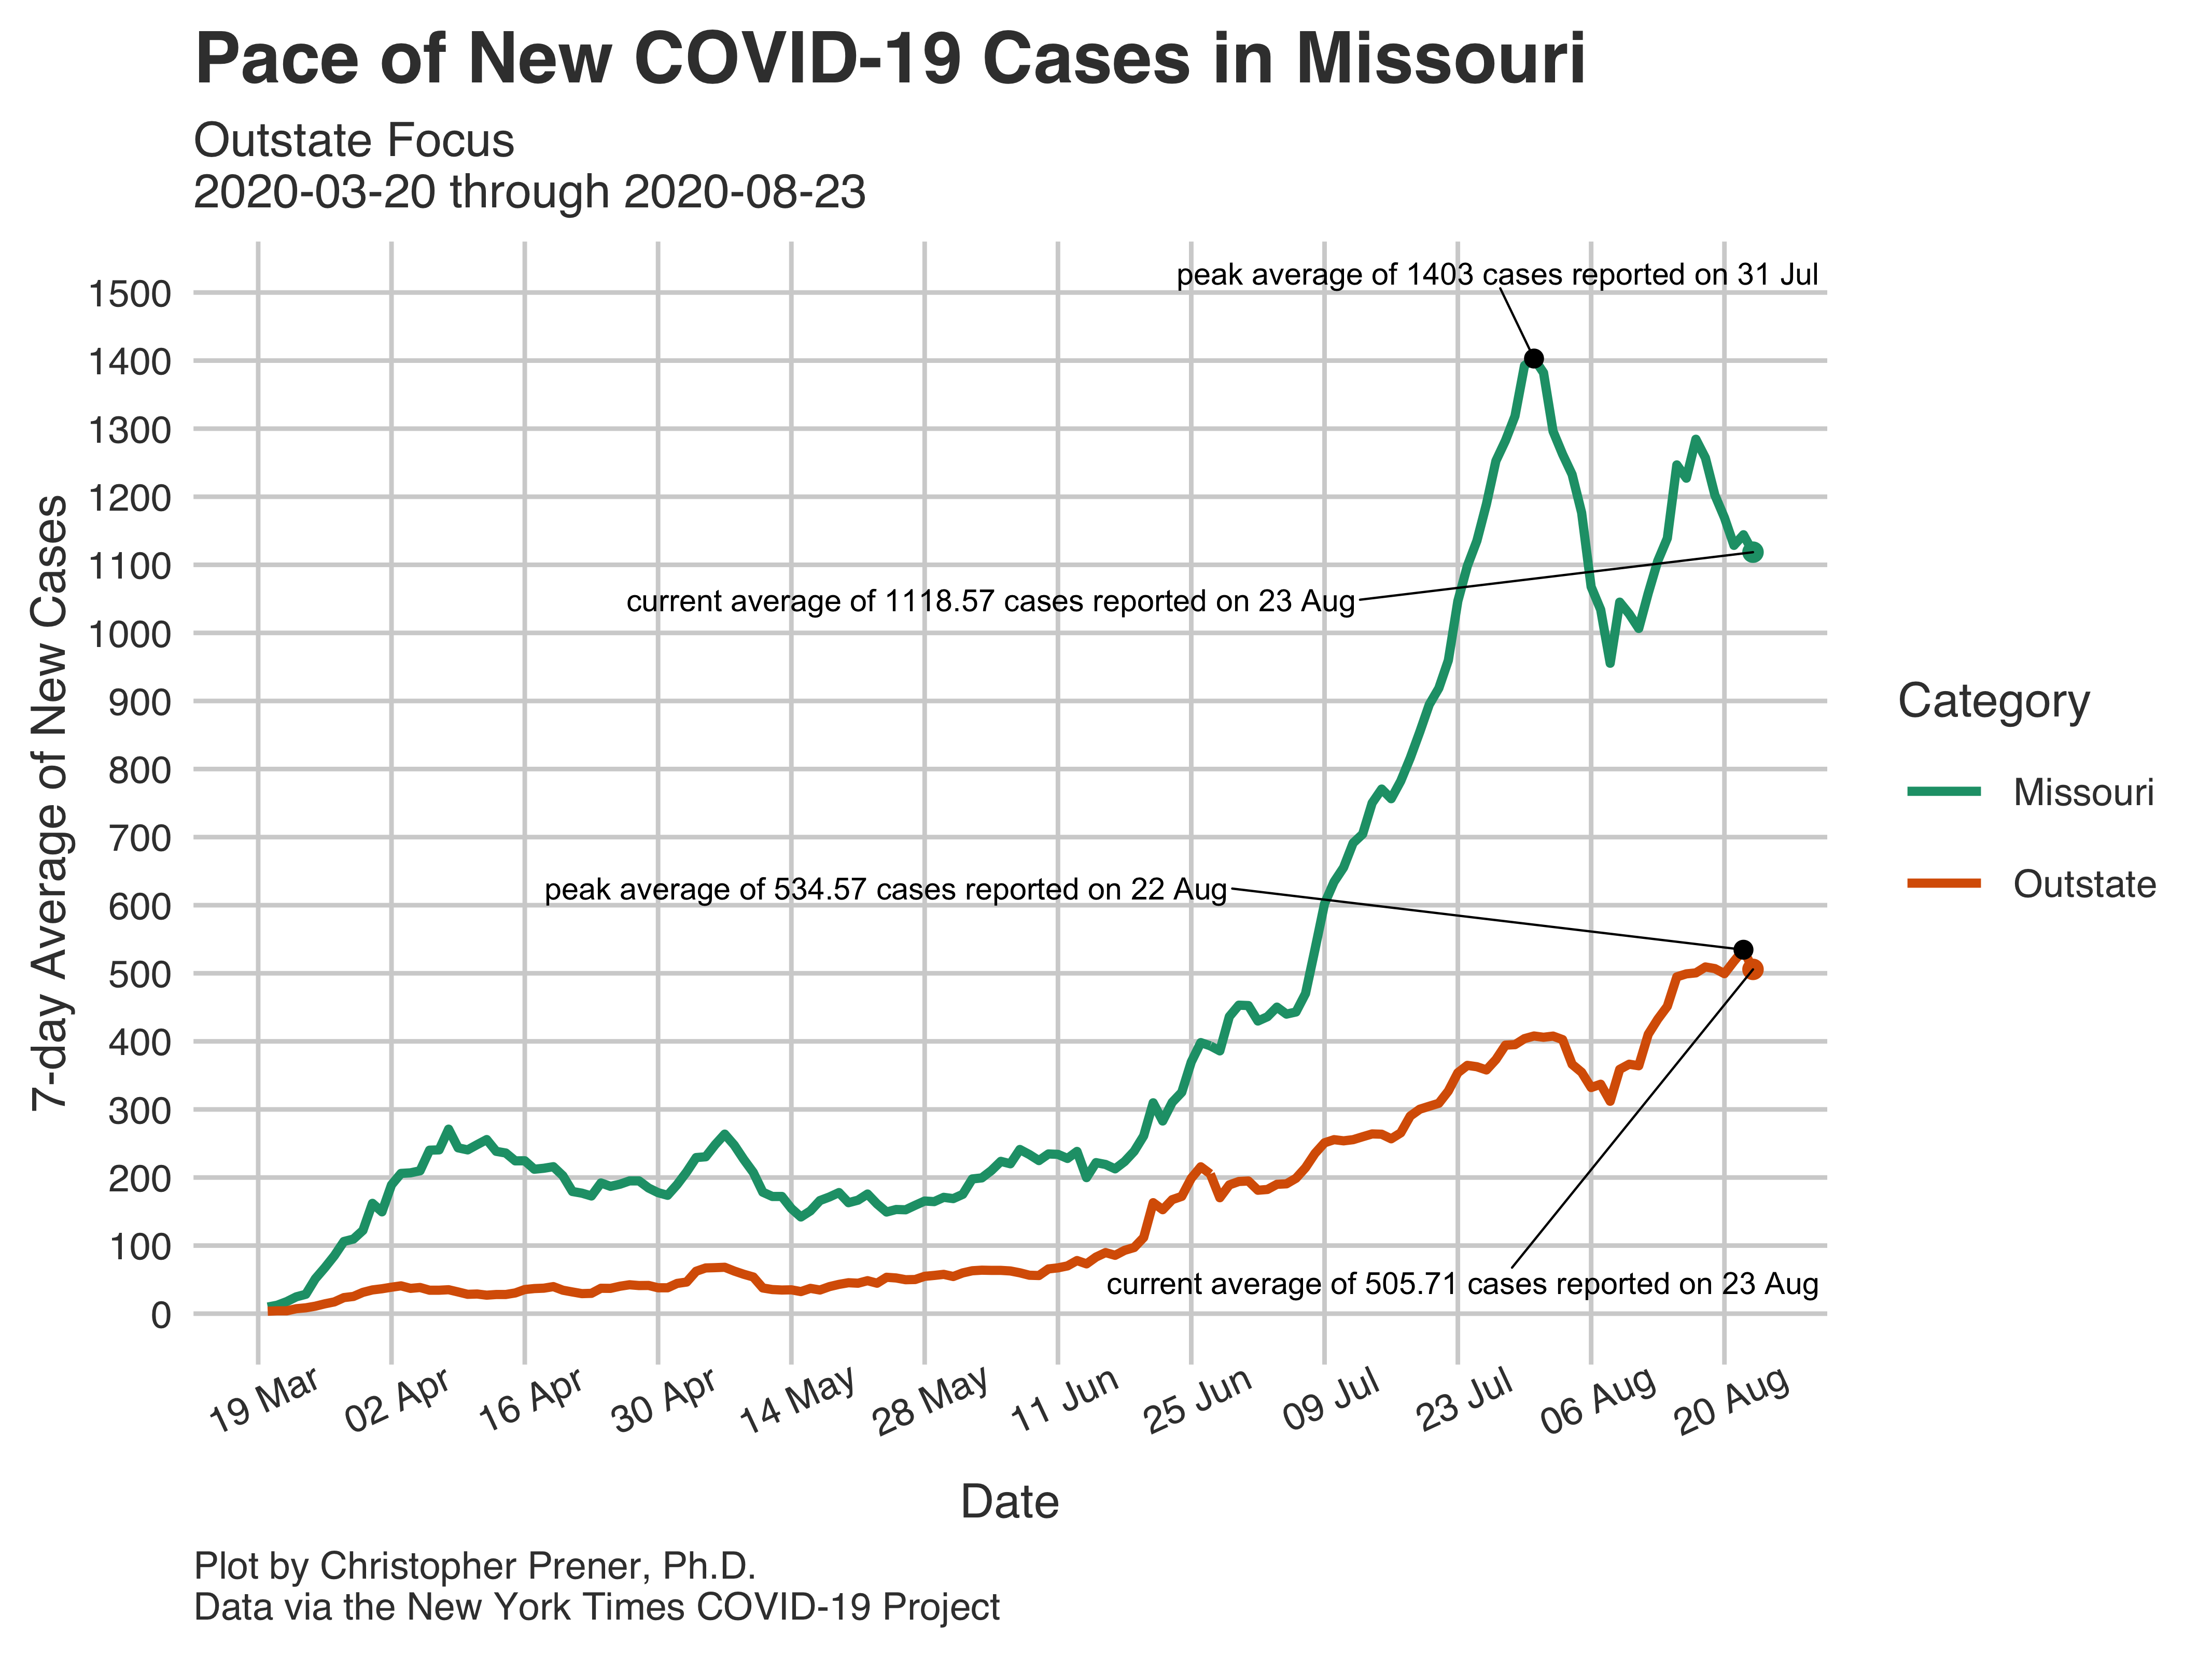 Pace of New COVID-19 Cases in Missouri
Outstate Focus
2020-03-20 through 2020-08-23
7-day Average of New Cases
1500
1400
1300
1200
1100
1000
900
800
700
600
500
400
300
200
100
0
peak average of 1403 cases reported on 31 Jul
current average of 1118.57 cases reported on 23 Aug
peak average of 534.57 cases reported on 22 Aug
current average of 505.71 cases reported on 23 Aug
Category
Missouri
Outstate
19 Mar
02 Apr
16 Apr
30 Apr
14 May
28 May
11 Jun
25 Jun
09 Jul
23 Jul
06 Aug
20 Aug
Date
Plot by Christopher Prener, Ph.D.
Data via the New York Times COVID-19 Project